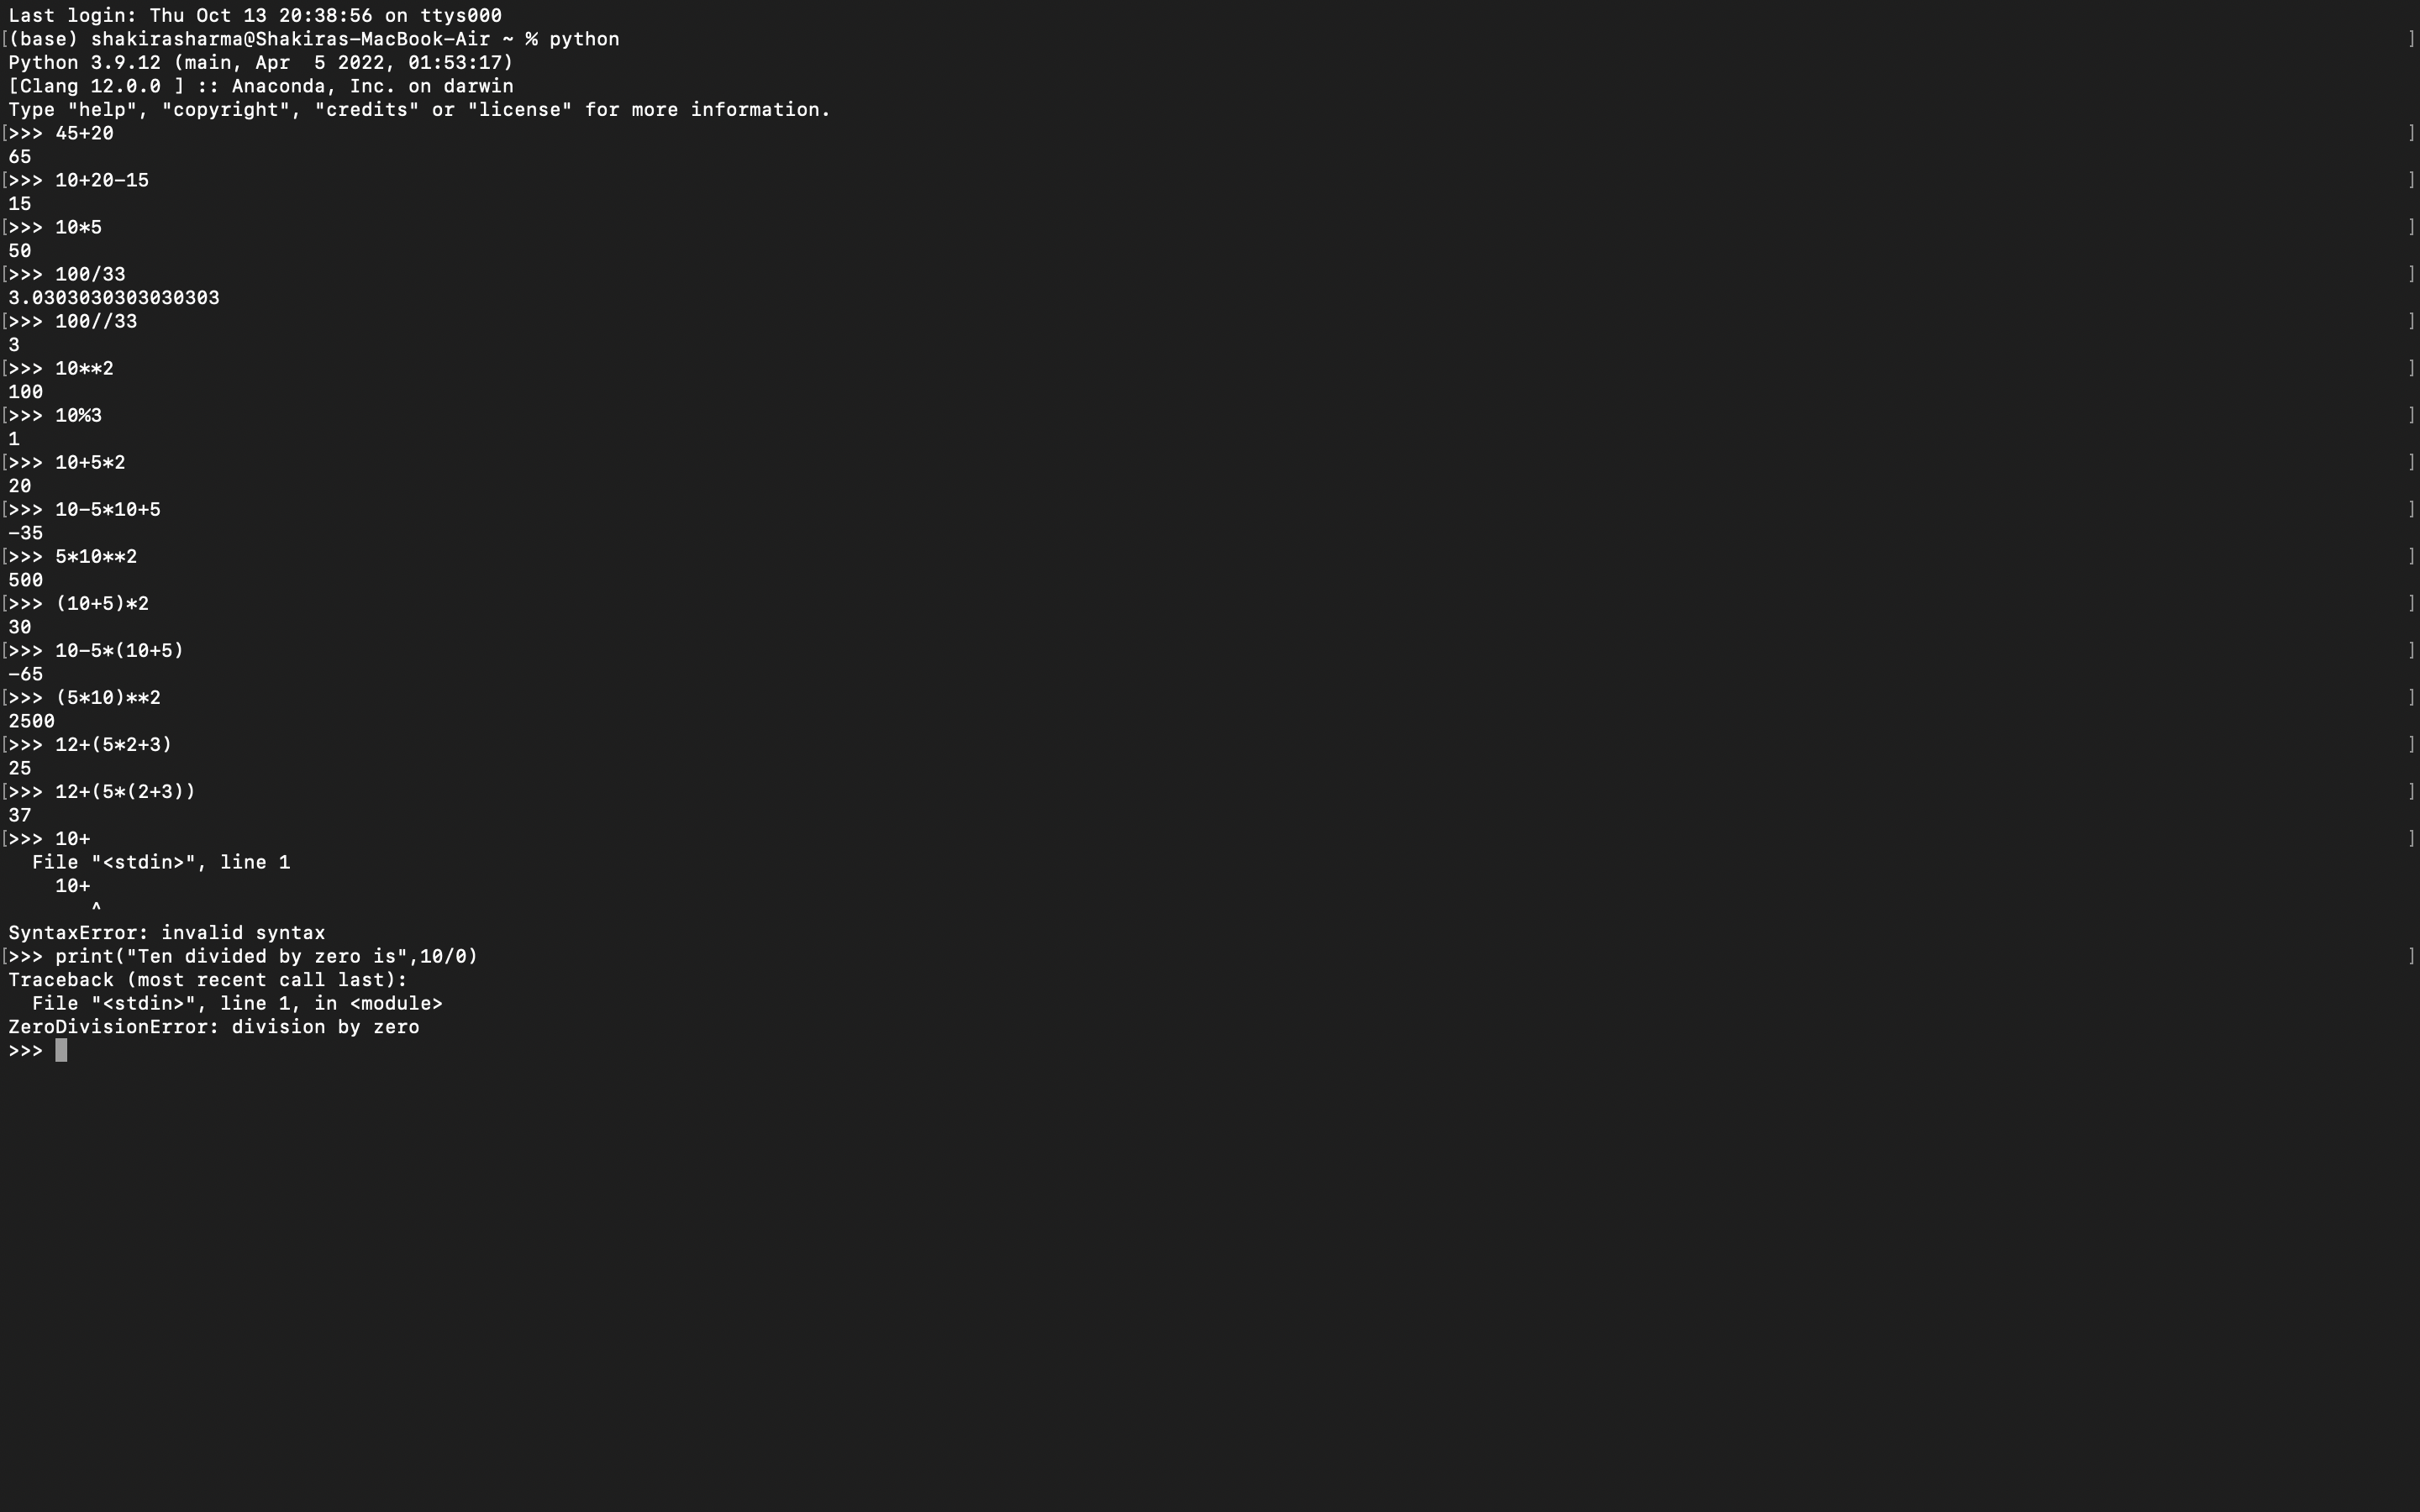 Last login: Thu Oct 13 20:38:56 on ttys000
[(base) shakirasharma@Shakiras-MacBook-Air ~ % python ]
Python 3.9.12 (main, Apr  5 2022, 01:53:17)
[Clang 12.0.0 ] :: Anaconda, Inc. on darwin
Type "help", "copyright", "credits" or "license" for more information.
[>>> 45+20 ]
65
[>>> 10+20-15 ]
15
[>>> 10*5 ]
50
[>>> 100/33 ]
3.0303030303030303
[>>> 100//33 ]
3
[>>> 10**2 ]
100
[>>> 10%3 ]
1
[>>> 10+5*2 ]
20
[>>> 10-5*10+5 ]
-35
[>>> 5*10**2 ]
500
[>>> (10+5)*2 ]
30
[>>> 10-5*(10+5) ]
-65
[>>> (5*10)**2 ]
2500
[>>> 12+(5*2+3) ]
25
[>>> 12+(5*(2+3)) ]
37
[>>> 10+ ]
  File "<stdin>", line 1
    10+
       ^
SyntaxError: invalid syntax
[>>> print("Ten divided by zero is",10/0) ]
Traceback (most recent call last):
  File "<stdin>", line 1, in <module>
ZeroDivisionError: division by zero
>>>